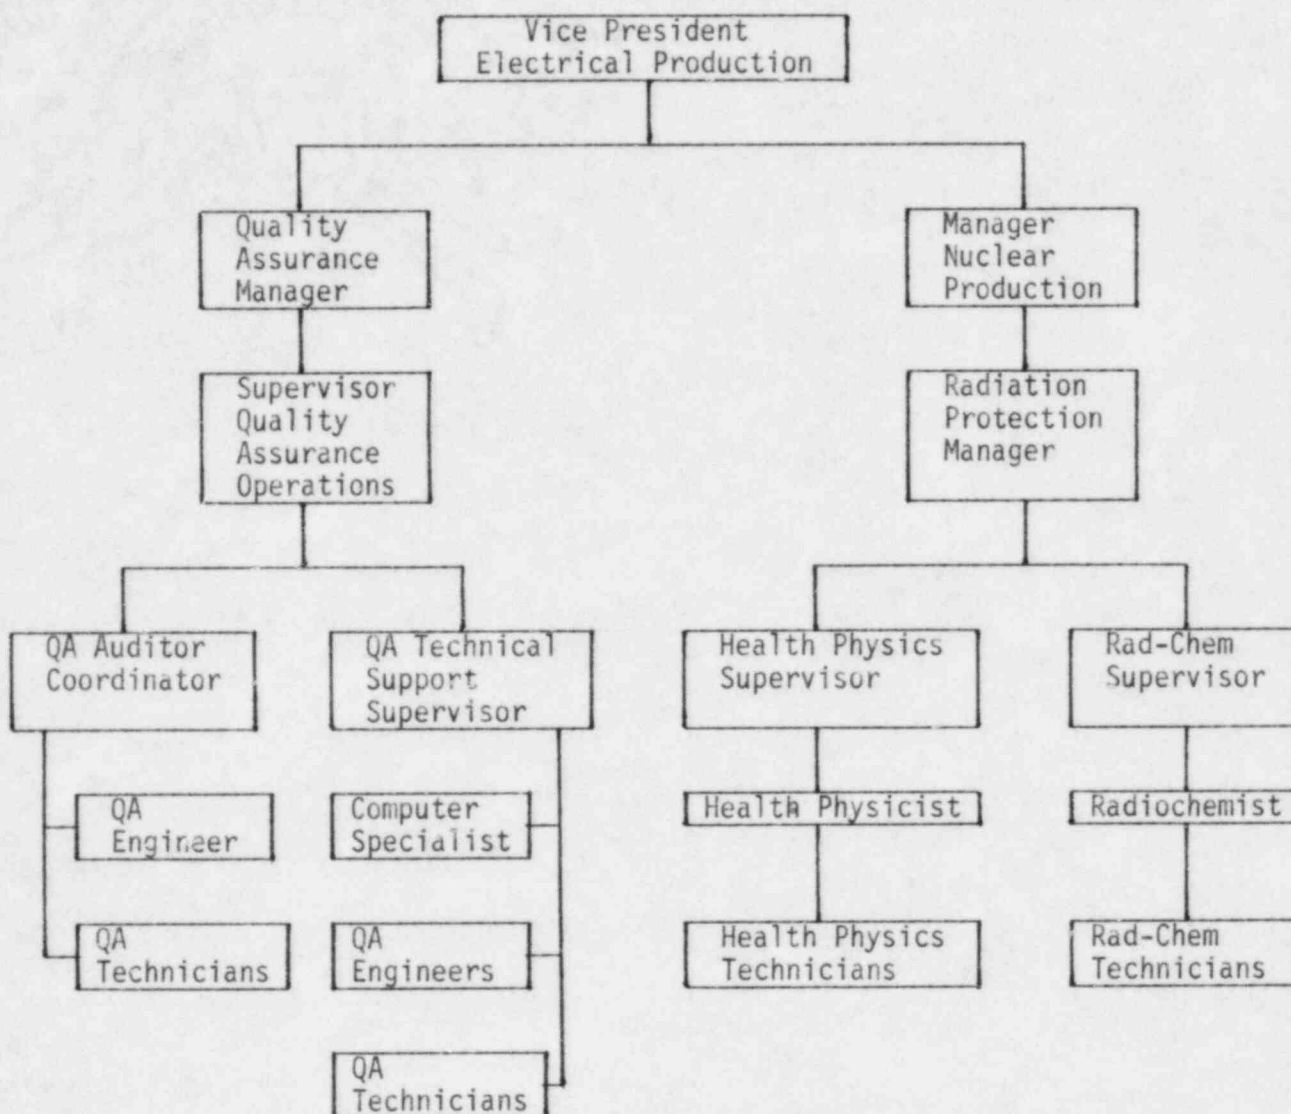 Vice President
Electrical Production
Quality
Assurance
Manager
Manager
Nuclear
Production
Supervisor
Quality
Assurance
Operations
Radiation
Protection
Manager
QA Auditor
Coordinator
QA Technical
Support
Supervisor
Health Physics
Supervisor
Rad-Chem
Supervisor
QA
Engineer
Computer
Specialist
Health Physicist
Radiochemist
QA
Technicians
QA
Engineers
Health Physics
Technicians
Rad-Chem
Technicians
QA
Technicians